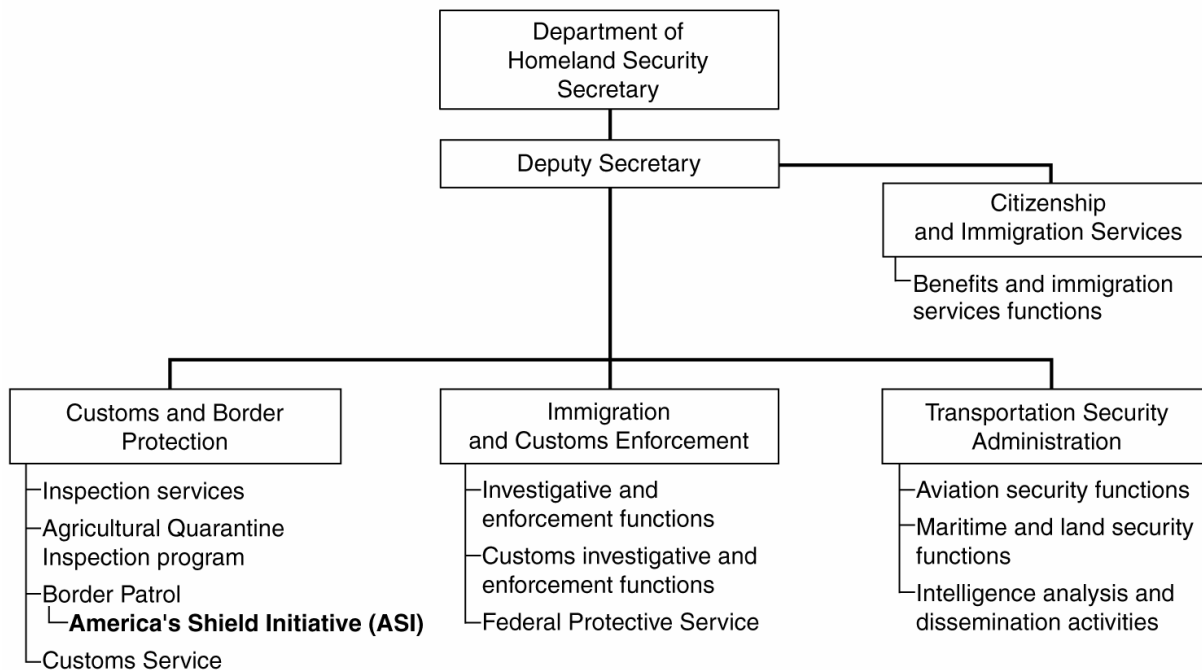 Department of
Homeland Security
Secretary
Deputy Secretary
Citizenship
and Immigration Services
Benefits and immigration
services functions
Customs and Border
Protection
Inspection services
Agricultural Quarantine
Inspection program
Border Patrol
America's Shield Initiative (ASI)
Customs Service
Immigration
and Customs Enforcement
Investigative and
enforcement functions
Customs investigative and
enforcement functions
Federal Protective Service
Transportation Security
Administration
Aviation security functions
Maritime and land security
functions
Intelligence analysis and
dissemination activities